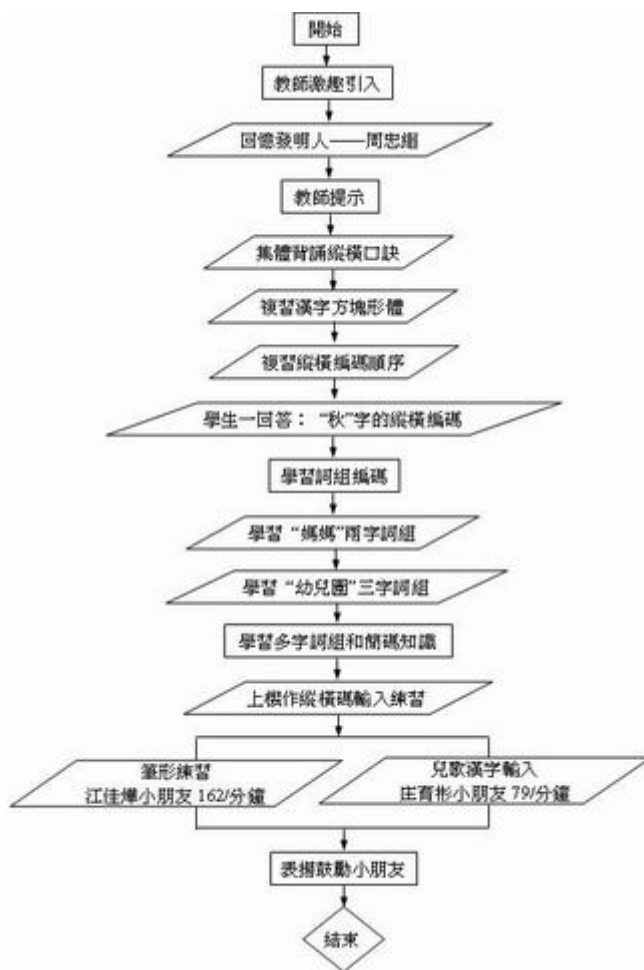 開始
教師激趣引入
回憶發明人——周忠繼
教師提示
集體背誦縱橫口訣
複習漢字方塊形體
複習縱橫編碼順序
學生一回答：“秋”字的縱橫編碼
學習詞組編碼
學習“媽媽”兩字詞組
學習“幼兒園”三字詞組
學習多字詞組和簡碼知識
上機作縱橫碼輸入練習
筆形練習
江佳燁小朋友 162/分鐘
兒歌漢字輸入
庄育彬小朋友 79/分鐘
表揚鼓勵小朋友
結束